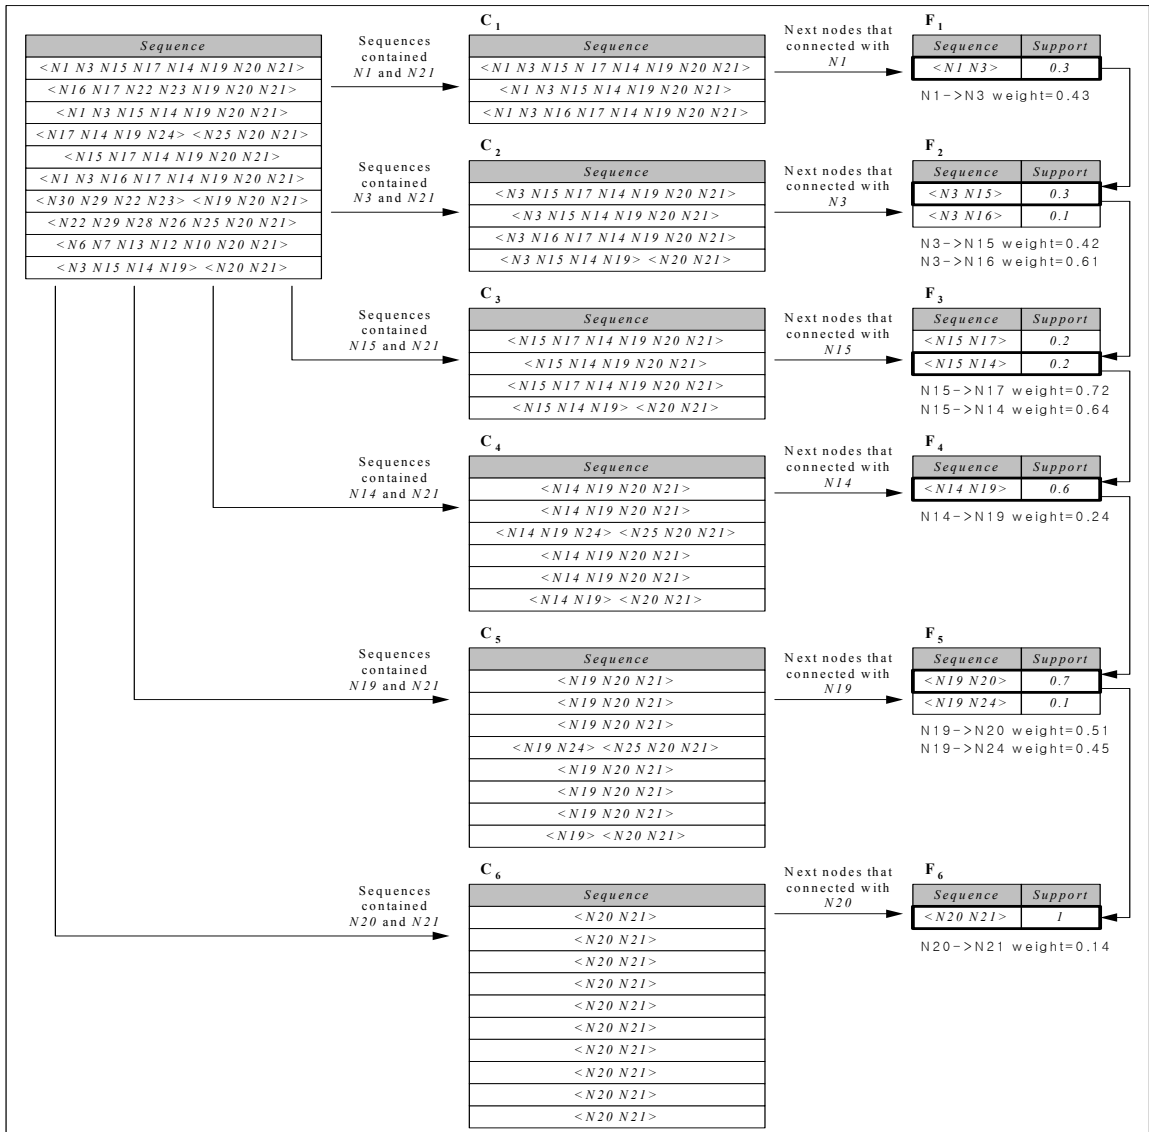 Sequence
<N1 N3 N15 N17 N14 N19 N20 N21>
<N16 N17 N22 N23 N19 N20 N21>
<N1 N3 N15 N14 N19 N20 N21>
<N17 N14 N19 N24> <N25 N20 N21>
<N15 N17 N14 N19 N20 N21>
<N1 N3 N16 N17 N14 N19 N20 N21>
<N30 N29 N22 N23> <N19 N20 N21>
<N22 N29 N28 N26 N25 N20 N21>
<N6 N7 N13 N12 N10 N20 N21>
<N3 N15 N14 N19> <N20 N21>
Sequences
contained
N1 and N21
C1
Sequence
<N1 N3 N15 N 17 N14 N19 N20 N21>
<N1 N3 N15 N14 N19 N20 N21>
<N1 N3 N16 N17 N14 N19 N20 N21>
Next nodes that
connected with
N1
F1
Sequence Support
<N1 N3> 0.3
N1->N3 weight=0.43
Sequences
contained
N3 and N21
C2
Sequence
<N3 N15 N17 N14 N19 N20 N21>
<N3 N15 N14 N19 N20 N21>
<N3 N16 N17 N14 N19 N20 N21>
<N3 N15 N14 N19> <N20 N21>
Next nodes that
connected with
N3
F2
Sequence Support
<N3 N15> 0.3
<N3 N16> 0.1
N3->N15 weight=0.42
N3->N16 weight=0.61
Sequences
contained
N15 and N21
C3
Sequence
<N15 N17 N14 N19 N20 N21>
<N15 N14 N19 N20 N21>
<N15 N17 N14 N19 N20 N21>
<N15 N14 N19> <N20 N21>
Next nodes that
connected with
N15
F3
Sequence Support
<N15 N17> 0.2
<N15 N14> 0.2
N15->N17 weight=0.72
N15->N14 weight=0.64
Sequences
contained
N14 and N21
C4
Sequence
<N14 N19 N20 N21>
<N14 N19 N20 N21>
<N14 N19 N24> <N25 N20 N21>
<N14 N19 N20 N21>
<N14 N19 N20 N21>
<N14 N19> <N20 N21>
Next nodes that
connected with
N14
F4
Sequence Support
<N14 N19> 0.6
N14->N19 weight=0.24
Sequences
contained
N19 and N21
C5
Sequence
<N19 N20 N21>
<N19 N20 N21>
<N19 N20 N21>
<N19 N24> <N25 N20 N21>
<N19 N20 N21>
<N19 N20 N21>
<N19 N20 N21>
<N19> <N20 N21>
Next nodes that
connected with
N19
F5
Sequence Support
<N19 N20> 0.7
<N19 N24> 0.1
N19->N20 weight=0.51
N19->N24 weight=0.45
Sequences
contained
N20 and N21
C6
Sequence
<N20 N21>
<N20 N21>
<N20 N21>
<N20 N21>
<N20 N21>
<N20 N21>
<N20 N21>
<N20 N21>
<N20 N21>
<N20 N21>
Next nodes that
connected with
N20
F6
Sequence Support
<N20 N21> 1
N20->N21 weight=0.14